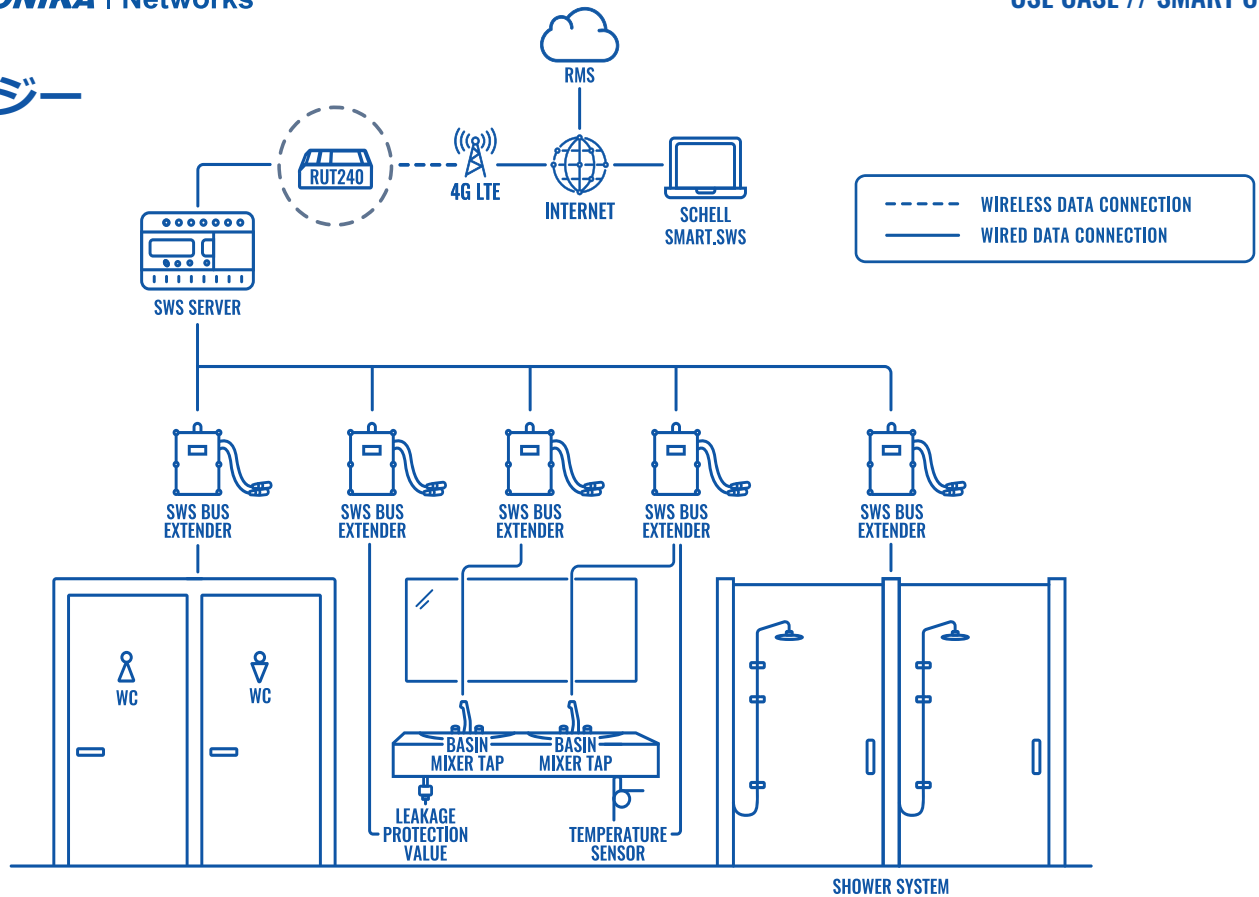 Networks
RMS
RUT240
4G LTE
INTERNET
SCHELL
SMART.SWS
WIRELESS DATA CONNECTION
WIRED DATA CONNECTION
SWS SERVER
SWS BUS
EXTENDER
SWS BUS
EXTENDER
SWS BUS
EXTENDER
SWS BUS
EXTENDER
SWS BUS
EXTENDER
WC
WC
BASIN
MIXER TAP
BASIN
MIXER TAP
LEAKAGE
PROTECTION
VALUE
TEMPERATURE
SENSOR
SHOWER SYSTEM